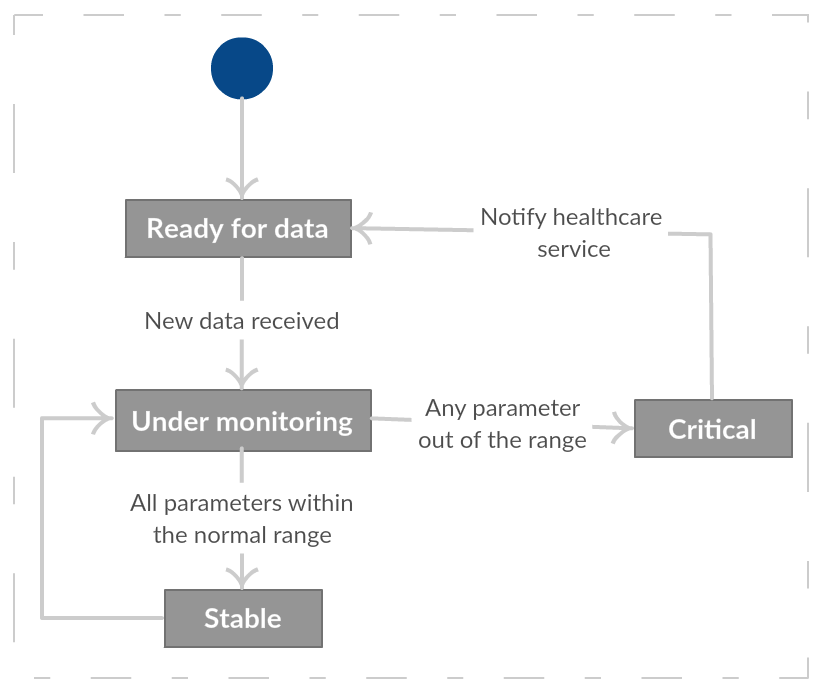 Ready for data
Notify healthcare
service
New data received
Under monitoring
Any parameter
out of the range
Critical
All parameters within
the normal range
Stable